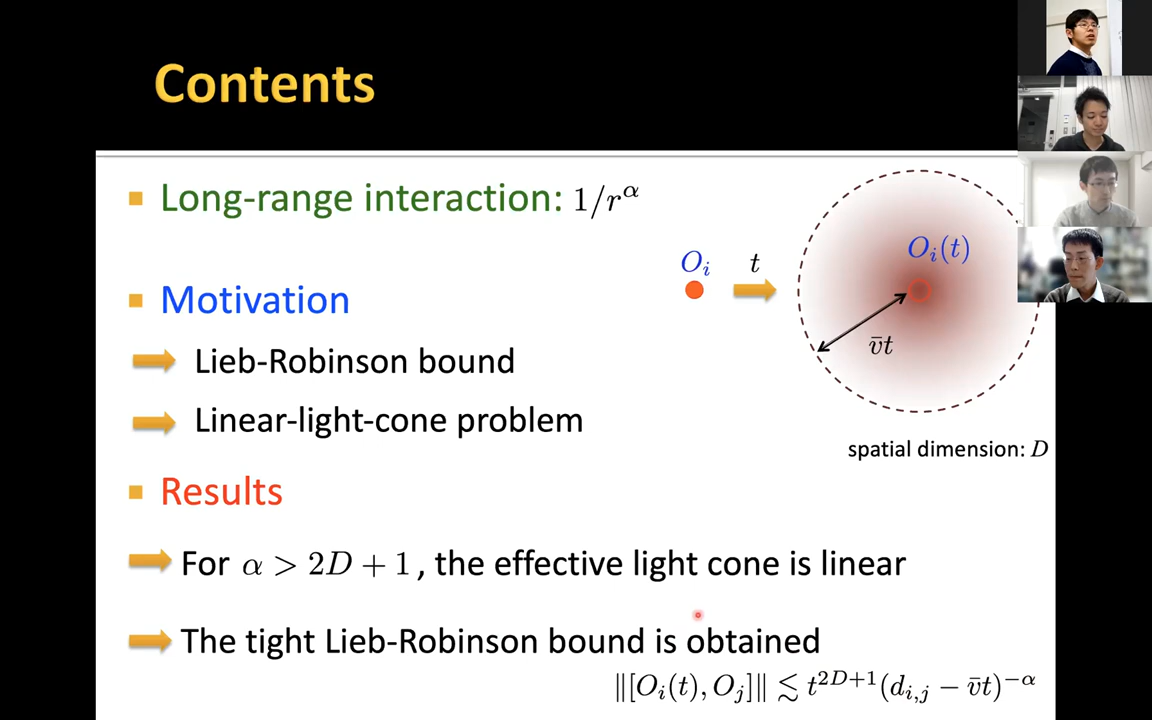 Contents
Long-range interaction: 1/r^α
Motivation
Lieb-Robinson bound
Linear-light-cone problem
Results
For α > 2D + 1, the effective light cone is linear
The tight Lieb-Robinson bound is obtained
‖[O_i(t), O_j]‖ ≲ t^{2D+1}(d_{i,j} − v̄t)^{−α}
O_i
t
O_i(t)
v̄t
spatial dimension: D